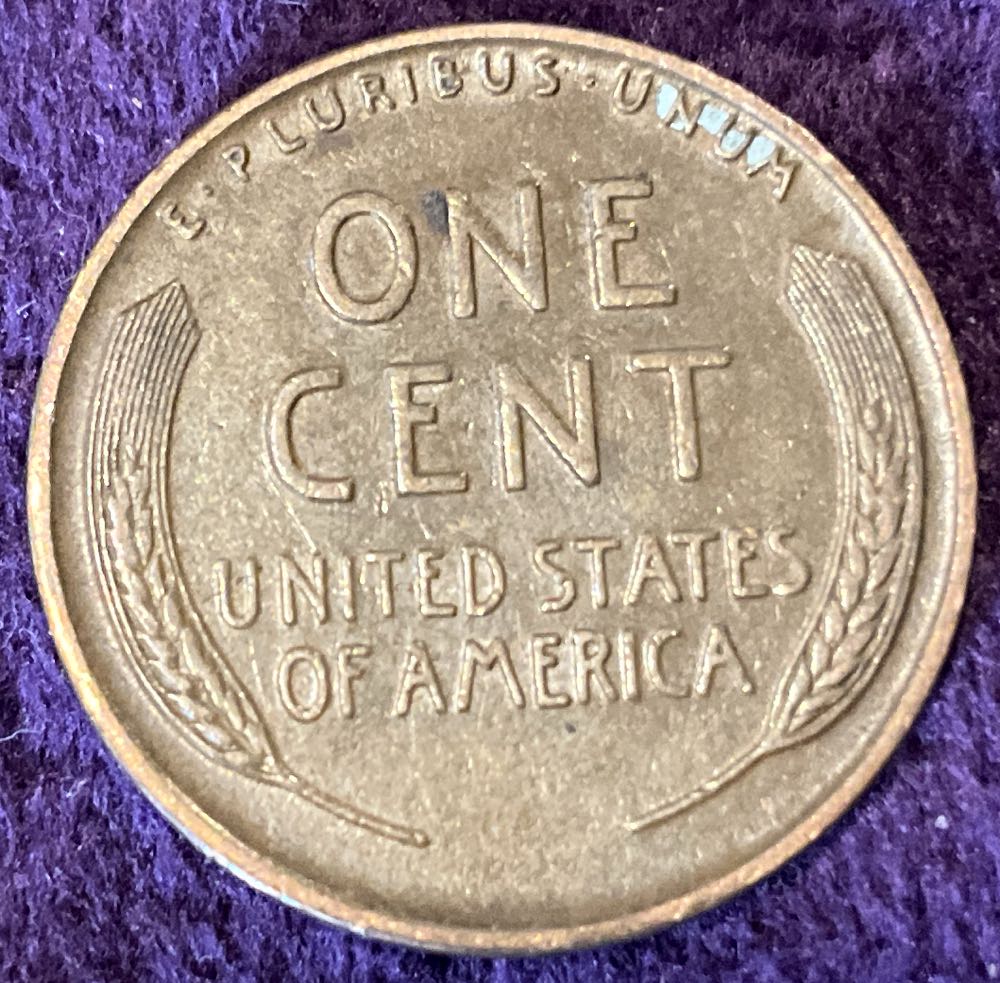 E·PLURIBUS·UNUM
ONE
CENT
UNITED STATES
OF AMERICA